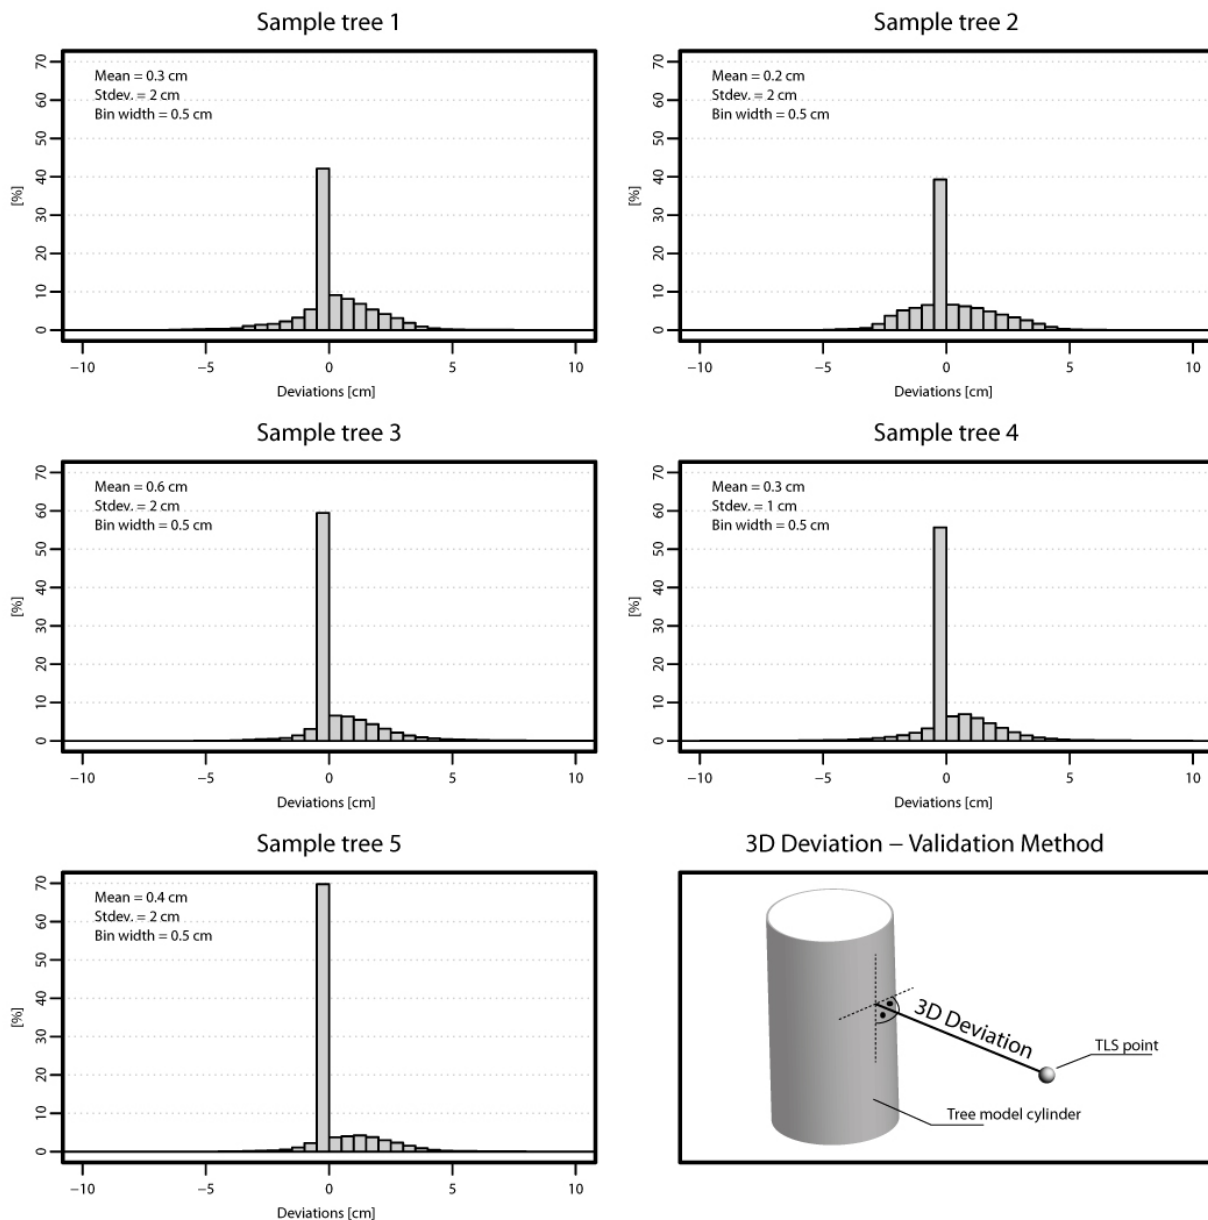 Sample tree 1
Mean = 0.3 cm
Stdev. = 2 cm
Bin width = 0.5 cm
[%]
0
10
20
30
40
50
60
70
−10
−5
0
5
10
Deviations [cm]
Sample tree 2
Mean = 0.2 cm
Stdev. = 2 cm
Bin width = 0.5 cm
[%]
0
10
20
30
40
50
60
70
−10
−5
0
5
10
Deviations [cm]
Sample tree 3
Mean = 0.6 cm
Stdev. = 2 cm
Bin width = 0.5 cm
[%]
0
10
20
30
40
50
60
70
−10
−5
0
5
10
Deviations [cm]
Sample tree 4
Mean = 0.3 cm
Stdev. = 1 cm
Bin width = 0.5 cm
[%]
0
10
20
30
40
50
60
70
−10
−5
0
5
10
Deviations [cm]
Sample tree 5
Mean = 0.4 cm
Stdev. = 2 cm
Bin width = 0.5 cm
[%]
0
10
20
30
40
50
60
70
−10
−5
0
5
10
Deviations [cm]
3D Deviation – Validation Method
3D Deviation
TLS point
Tree model cylinder